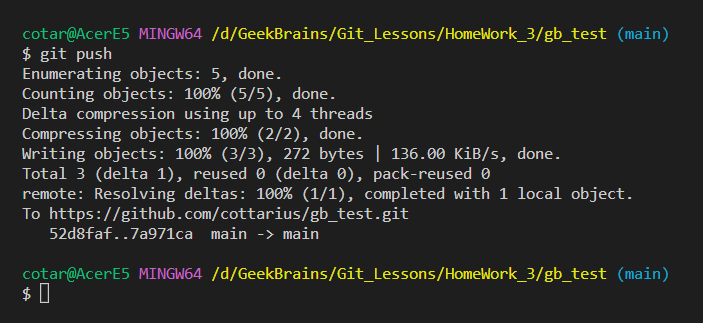 cotar@AcerE5 MINGW64 /d/GeekBrains/Git_Lessons/HomeWork_3/gb_test (main)
$ git push
Enumerating objects: 5, done.
Counting objects: 100% (5/5), done.
Delta compression using up to 4 threads
Compressing objects: 100% (2/2), done.
Writing objects: 100% (3/3), 272 bytes | 136.00 KiB/s, done.
Total 3 (delta 1), reused 0 (delta 0), pack-reused 0
remote: Resolving deltas: 100% (1/1), completed with 1 local object.
To https://github.com/cottarius/gb_test.git
   52d8faf..7a971ca  main -> main
cotar@AcerE5 MINGW64 /d/GeekBrains/Git_Lessons/HomeWork_3/gb_test (main)
$